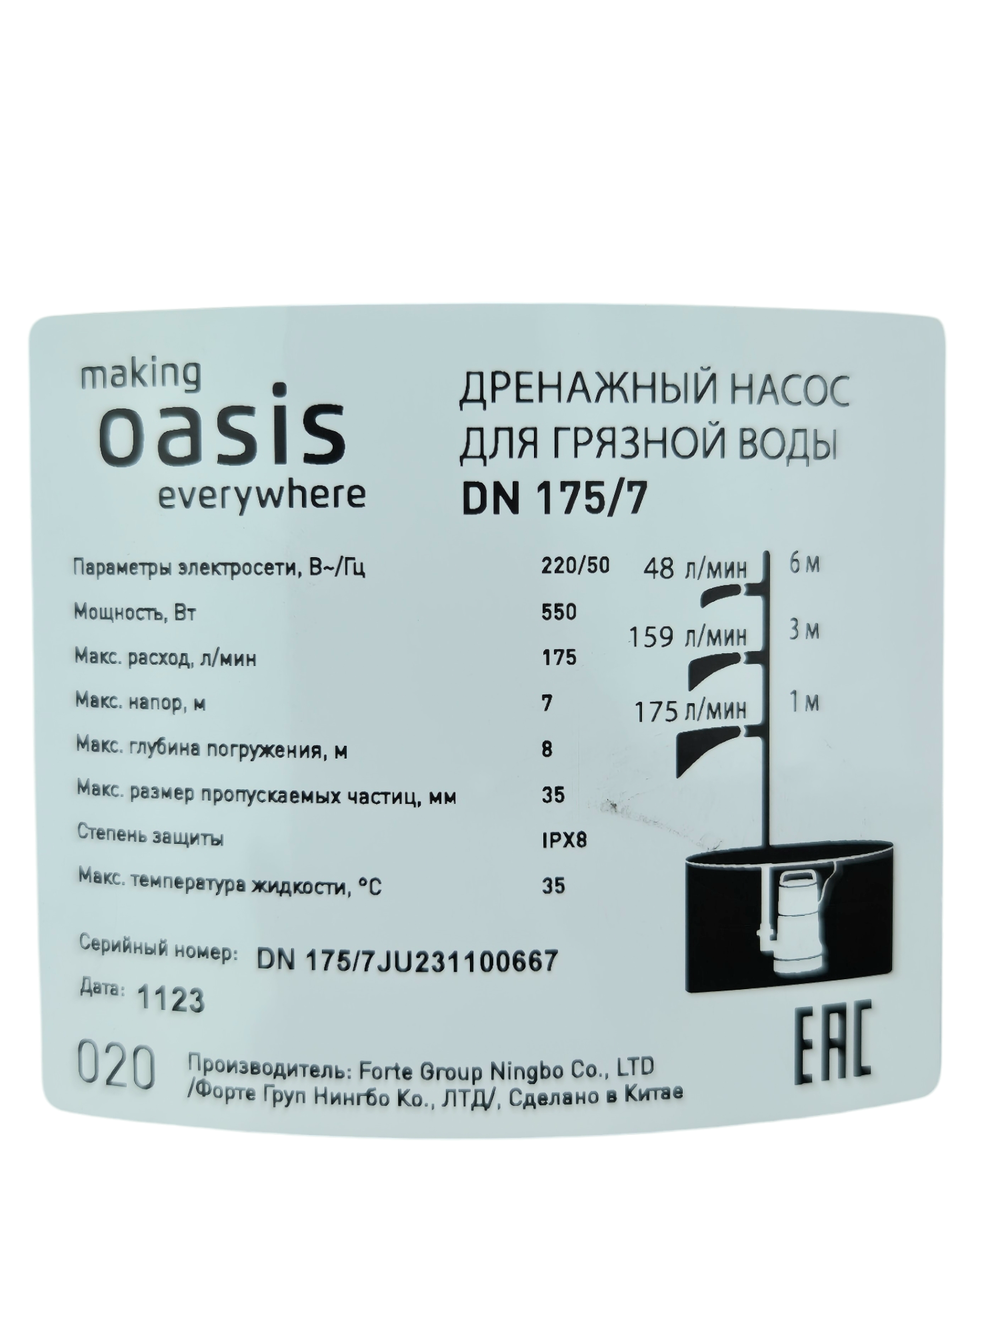 making
oasis
everywhere
ДРЕНАЖНЫЙ НАСОС
ДЛЯ ГРЯЗНОЙ ВОДЫ
DN 175/7
Параметры электросети, В~/Гц 220/50
Мощность, Вт 550
Макс. расход, л/мин 175
Макс. напор, м 7
Макс. глубина погружения, м 8
Макс. размер пропускаемых частиц, мм 35
Степень защиты IPX8
Макс. температура жидкости, °С 35
48 л/мин 6 м
159 л/мин 3 м
175 л/мин 1 м
Серийный номер: DN 175/7JU231100667
Дата: 1123
020
Производитель: Forte Group Ningbo Co., LTD
/Форте Груп Нингбо Ко., ЛТД/, Сделано в Китае
EAC